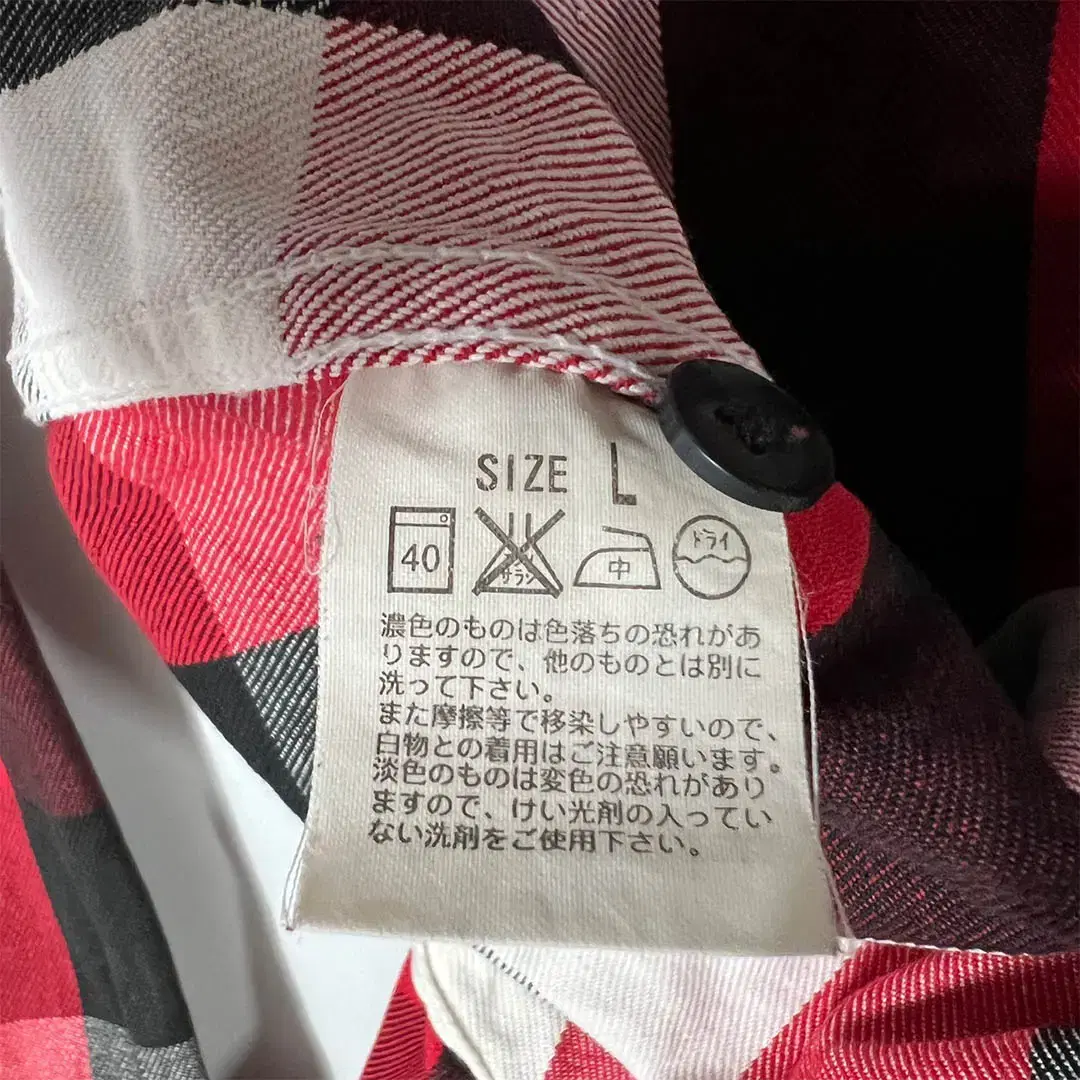 SIZE L
40 サラシ 中 ドライ
濃色のものは色落ちの恐れがあ
りますので、他のものとは別に
洗って下さい。
また摩擦等で移染しやすいので、
白物との着用はご注意願います。
淡色のものは変色の恐れがあり
ますので、けい光剤の入ってい
ない洗剤をご使用下さい。